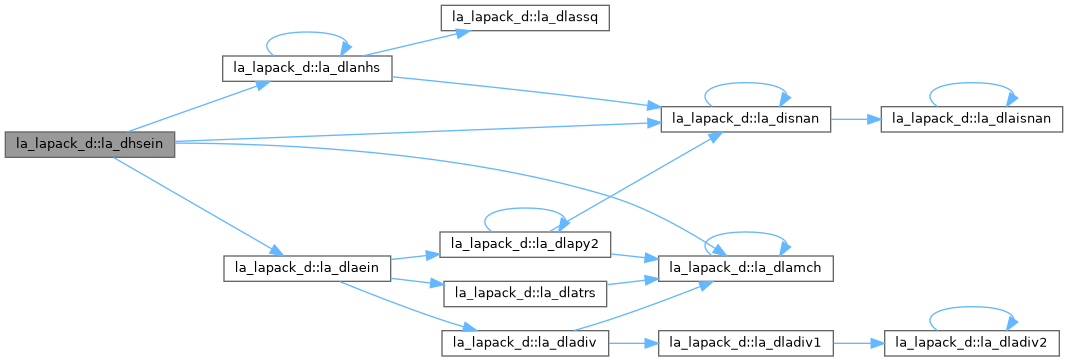 la_lapack_d::la_dlassq
la_lapack_d::la_dlanhs
la_lapack_d::la_disnan
la_lapack_d::la_dlaisnan
la_lapack_d::la_dhsein
la_lapack_d::la_dlapy2
la_lapack_d::la_dlaein
la_lapack_d::la_dlamch
la_lapack_d::la_dlatrs
la_lapack_d::la_dladiv
la_lapack_d::la_dladiv1
la_lapack_d::la_dladiv2